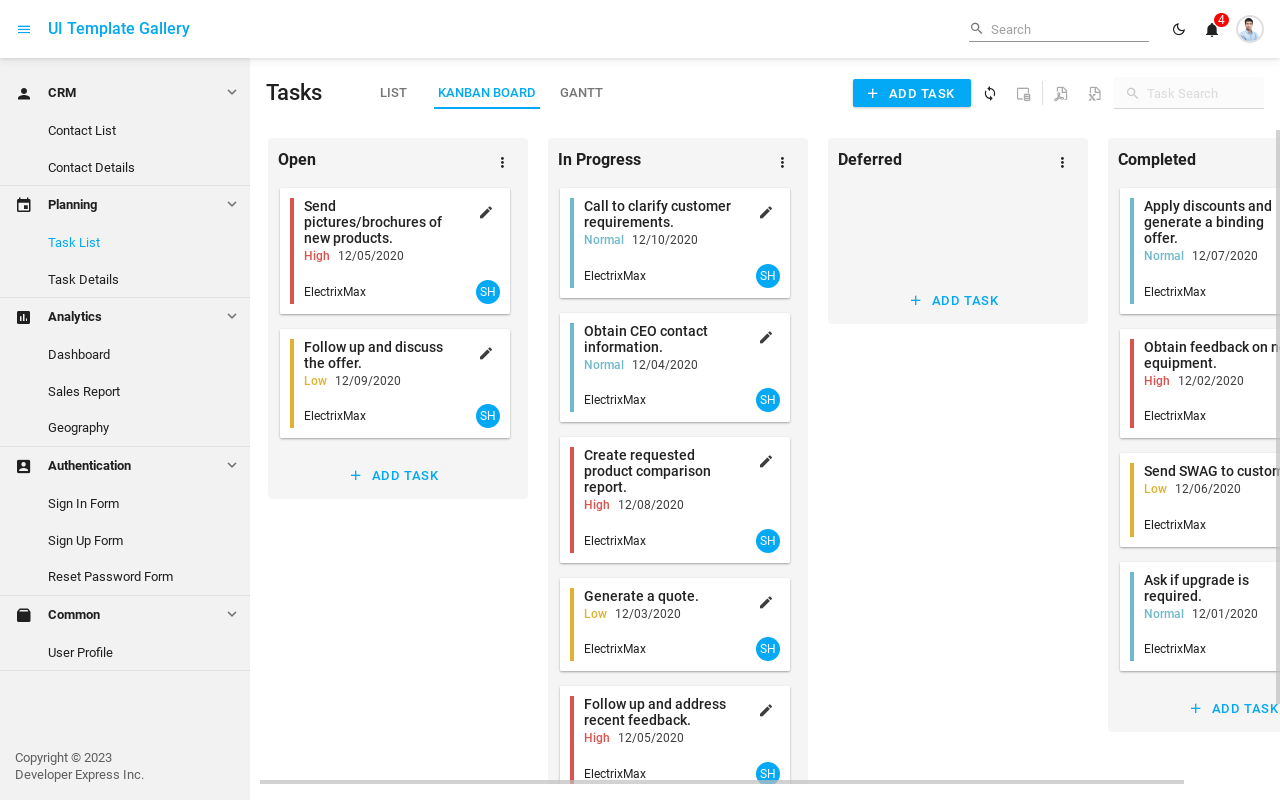 UI Template Gallery
Search
4
CRM
Contact List
Contact Details
Planning
Task List
Task Details
Analytics
Dashboard
Sales Report
Geography
Authentication
Sign In Form
Sign Up Form
Reset Password Form
Common
User Profile
Copyright © 2023
Developer Express Inc.
Tasks
LIST
KANBAN BOARD
GANTT
ADD TASK
Task Search
Open
Send
pictures/brochures of
new products.
High 12/05/2020
ElectrixMax
SH
Follow up and discuss
the offer.
Low 12/09/2020
ElectrixMax
SH
ADD TASK
In Progress
Call to clarify customer
requirements.
Normal 12/10/2020
ElectrixMax
SH
Obtain CEO contact
information.
Normal 12/04/2020
ElectrixMax
SH
Create requested
product comparison
report.
High 12/08/2020
ElectrixMax
SH
Generate a quote.
Low 12/03/2020
ElectrixMax
SH
Follow up and address
recent feedback.
High 12/05/2020
ElectrixMax
SH
Deferred
ADD TASK
Completed
Apply discounts and
generate a binding
offer.
Normal 12/07/2020
ElectrixMax
Obtain feedback on
equipment.
High 12/02/2020
ElectrixMax
Send SWAG to
Low 12/06/2020
ElectrixMax
Ask if upgrade is
required.
Normal 12/01/2020
ElectrixMax
ADD TASK